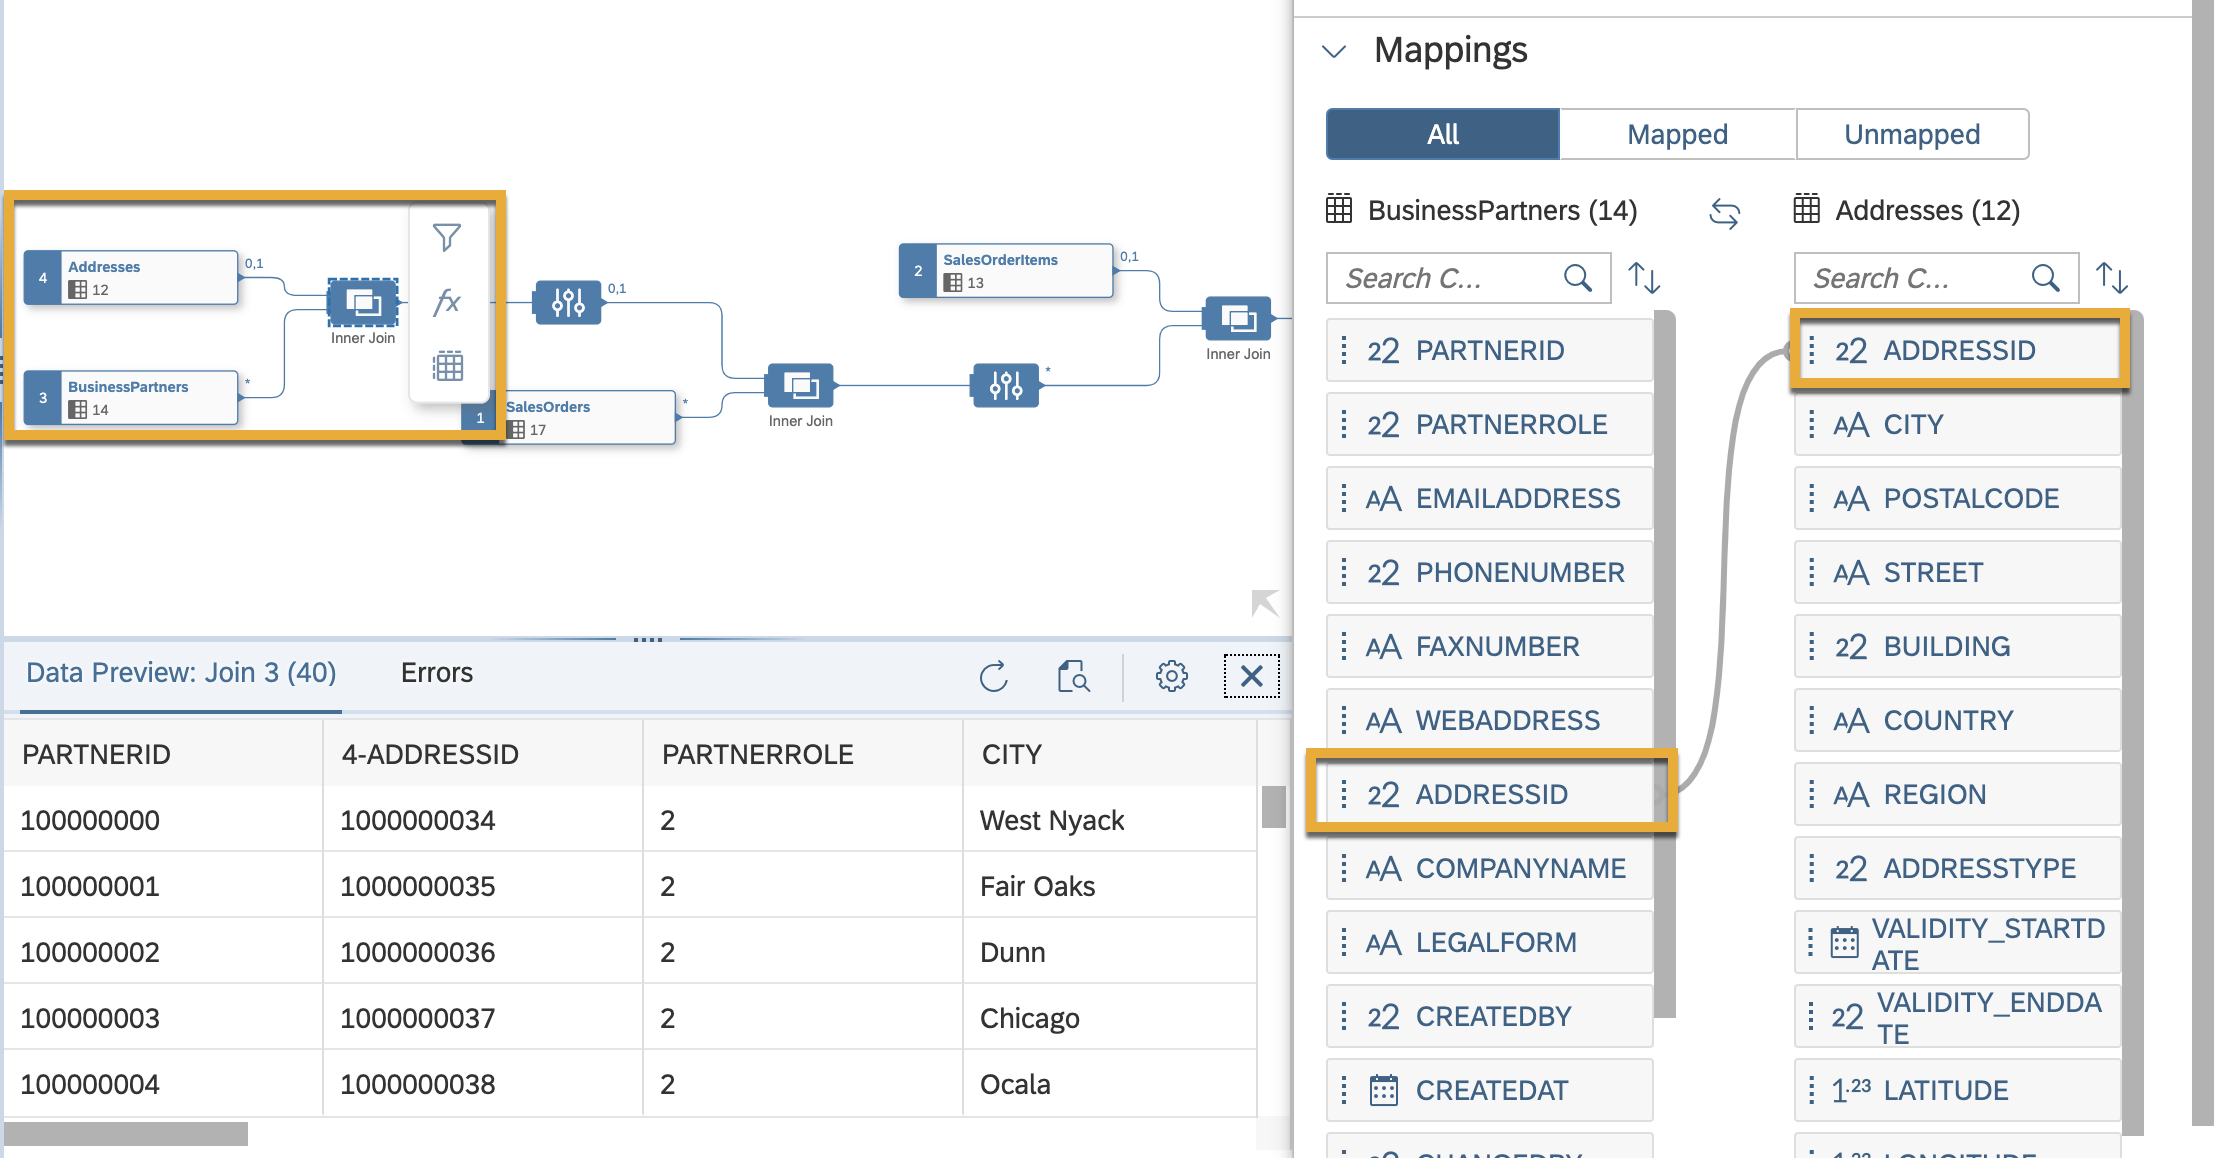 4
Addresses
12
0,1
Inner Join
3
BusinessPartners
14
*
fx
0,1
1
SalesOrders
17
*
Inner Join
2
SalesOrderItems
13
0,1
*
Inner Join
Data Preview: Join 3 (40)
Errors
PARTNERID 4-ADDRESSID PARTNERROLE CITY
100000000 1000000034 2 West Nyack
100000001 1000000035 2 Fair Oaks
100000002 1000000036 2 Dunn
100000003 1000000037 2 Chicago
100000004 1000000038 2 Ocala
Mappings
All Mapped Unmapped
BusinessPartners (14)
Search C...
22 PARTNERID
22 PARTNERROLE
AA EMAILADDRESS
22 PHONENUMBER
AA FAXNUMBER
AA WEBADDRESS
22 ADDRESSID
AA COMPANYNAME
AA LEGALFORM
22 CREATEDBY
CREATEDAT
Addresses (12)
Search C...
22 ADDRESSID
AA CITY
AA POSTALCODE
AA STREET
22 BUILDING
AA COUNTRY
AA REGION
22 ADDRESSTYPE
VALIDITY_STARTD
ATE
22 VALIDITY_ENDDA
TE
1.23 LATITUDE